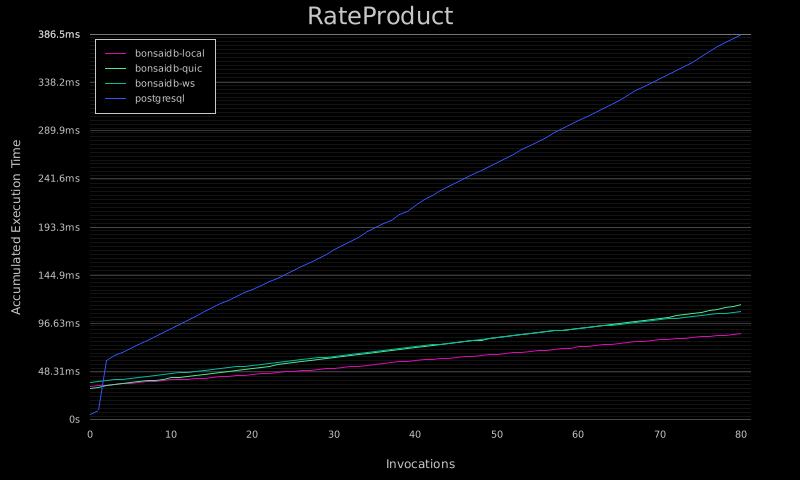 RateProduct
386.5ms
338.2ms
289.9ms
241.6ms
193.3ms
144.9ms
96.63ms
48.31ms
0s
bonsaidb-local
bonsaidb-quic
bonsaidb-ws
postgresql
Accumulated Execution Time
0 10 20 30 40 50 60 70 80
Invocations